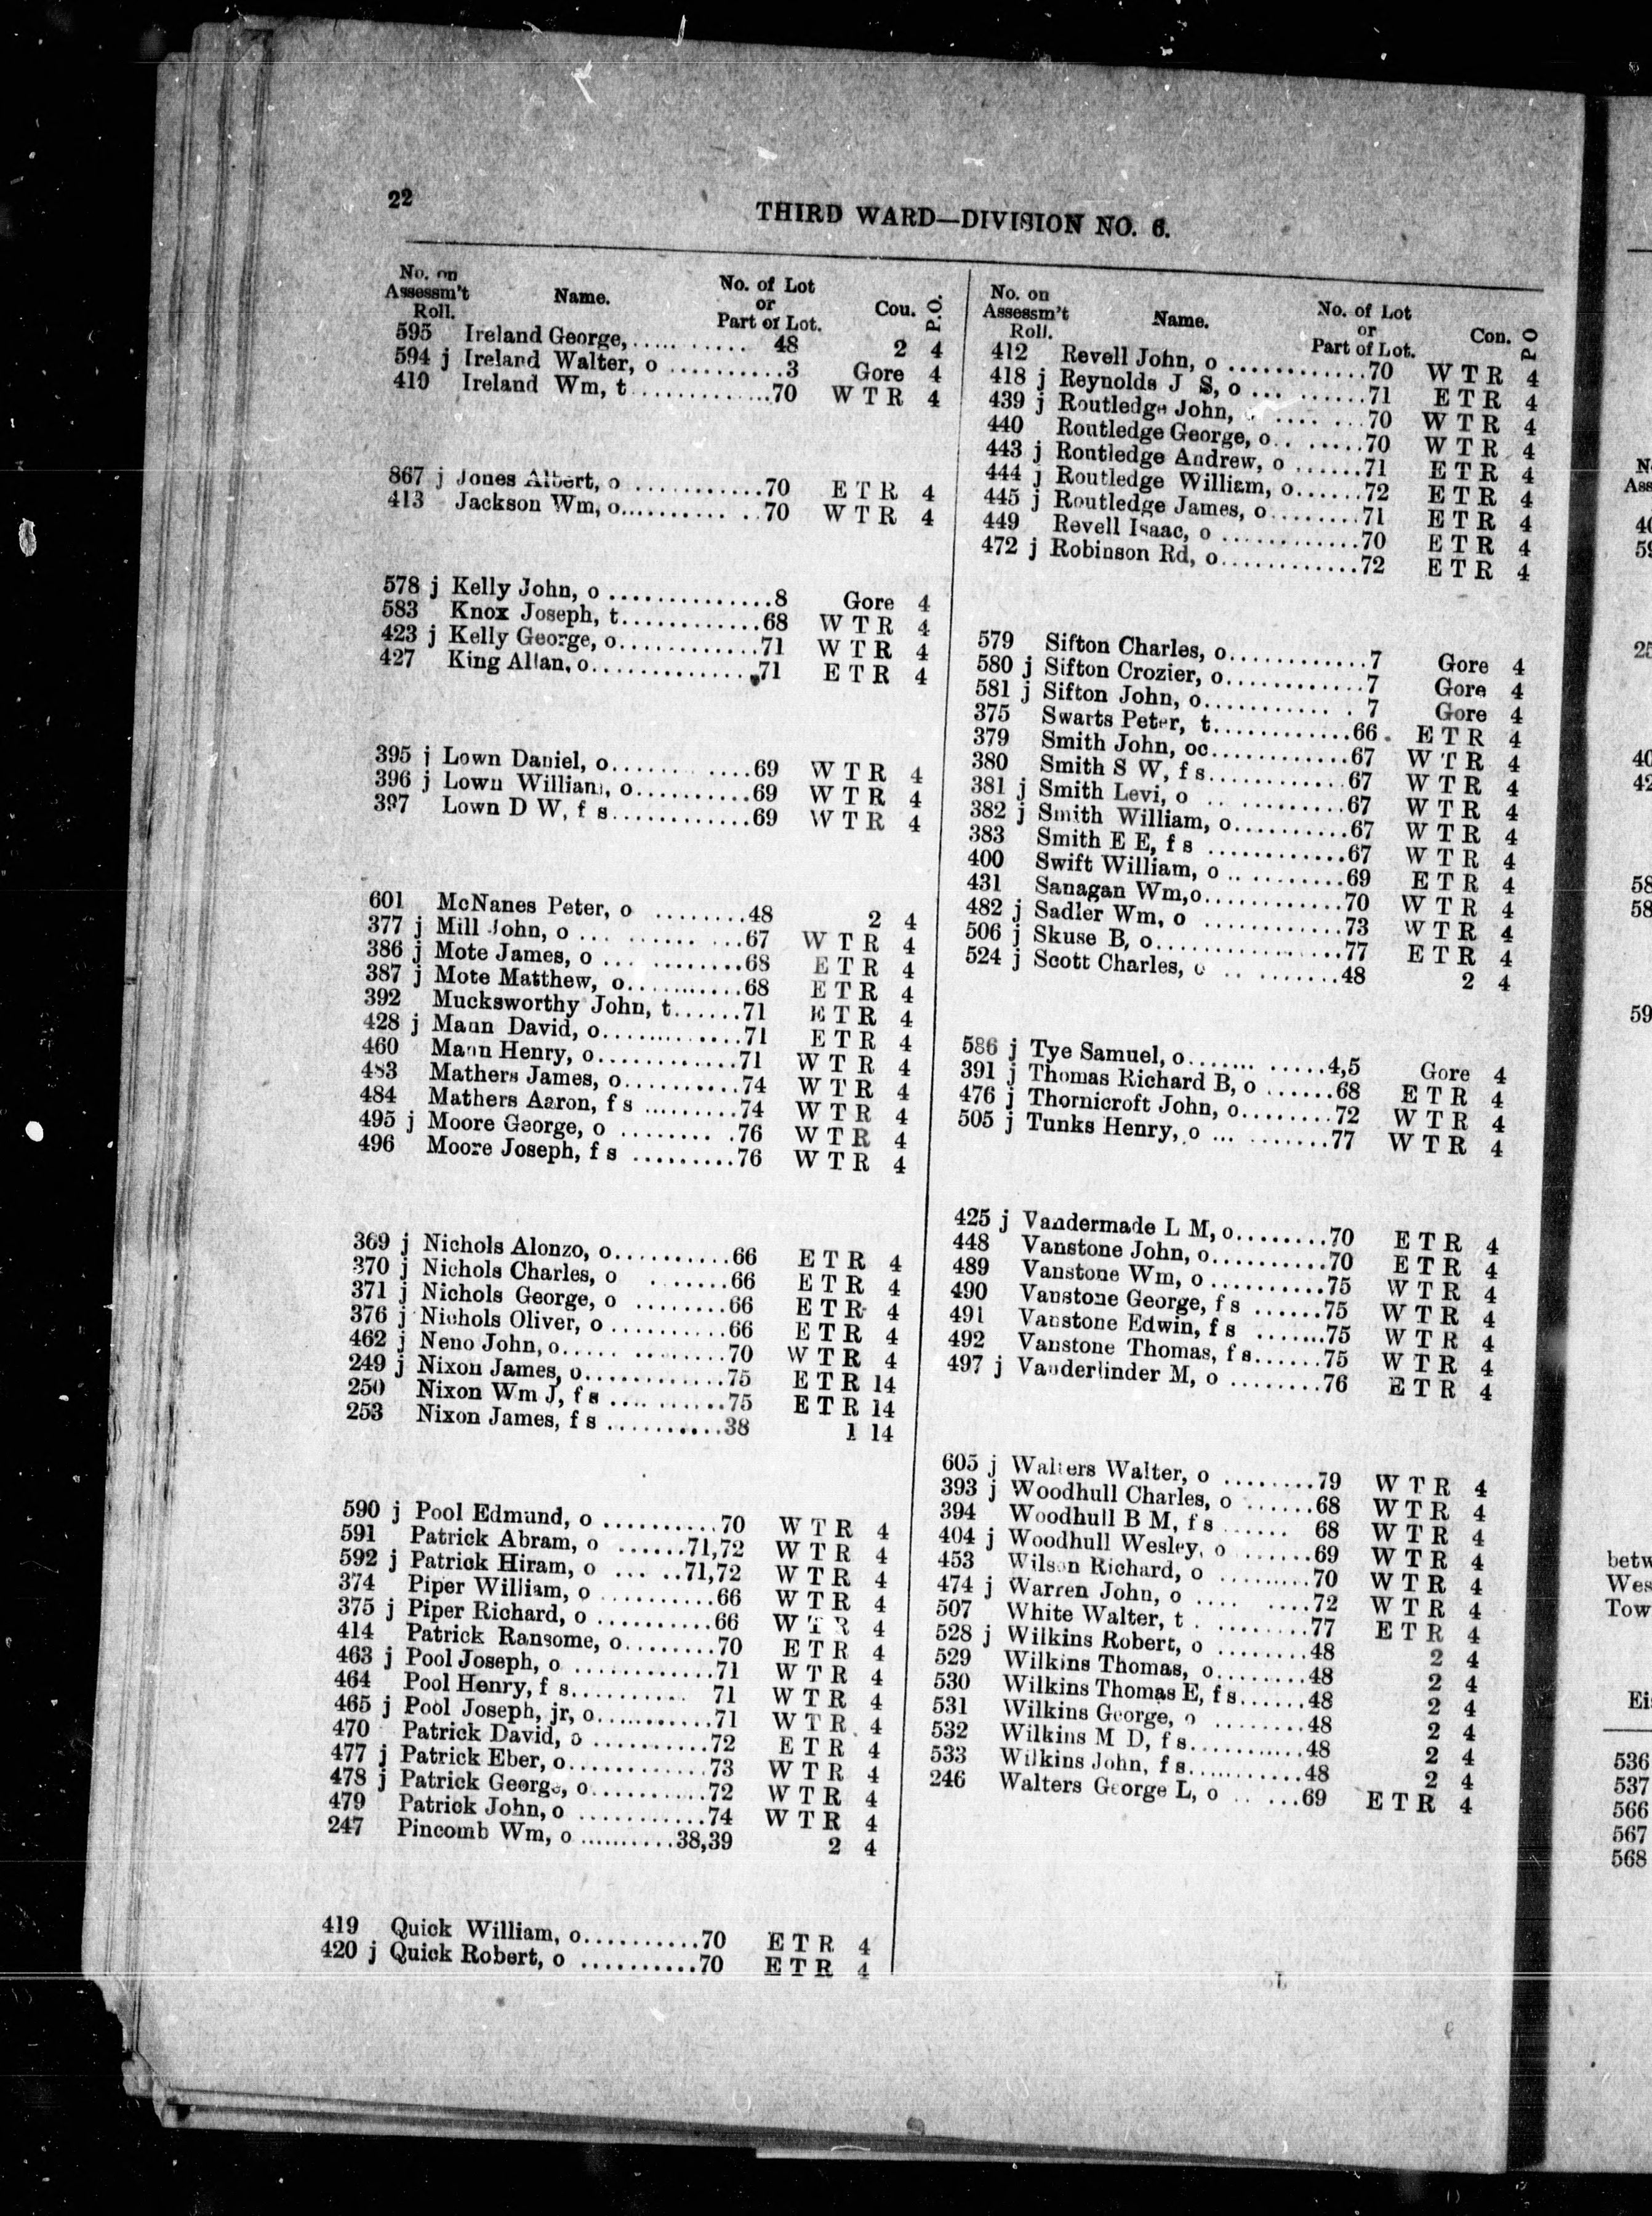 22
THIRD WARD—DIVISION NO. 6.
No. on Assessm't Roll. Name. No. of Lot or Part of Lot. Cou. P.O.
595 Ireland George, .............. 48 2 4
594 j Ireland Walter, o ..........3 Gore 4
410 Ireland Wm, t ..............70 W T R 4
867 j Jones Albert, o ............70 E T R 4
413 Jackson Wm, o............70 W T R 4
578 j Kelly John, o ...............8 Gore 4
583 Knox Joseph, t.............68 W T R 4
423 j Kelly George, o.............71 W T R 4
427 King Allan, o...............71 E T R 4
395 j Lown Daniel, o............69 W T R 4
396 j Lown William, o..........69 W T R 4
397 Lown D W, f s............69 W T R 4
601 McNanes Peter, o ........48 2 4
377 j Mill John, o ... ...... ...67 W T R 4
386 j Mote James, o ... ........68 E T R 4
387 j Mote Matthew, o..........68 E T R 4
392 Mucksworthy John, t......71 E T R 4
428 j Mann David, o............71 E T R 4
460 Mann Henry, o............71 W T R 4
483 Mathers James, o..........74 W T R 4
484 Mathers Aaron, f s .........74 W T R 4
495 j Moore George, o ........ .76 W T R 4
496 Moore Joseph, f s .........76 W T R 4
369 j Nichols Alonzo, o..........66 E T R 4
370 j Nichols Charles, o .......66 E T R 4
371 j Nichols George, o ........66 E T R 4
376 j Nichols Oliver, o ..........66 E T R 4
462 j Neno John, o..... ........70 W T R 4
249 j Nixon James, o.............75 E T R 14
250 Nixon Wm J, f s ..........75 E T R 14
253 Nixon James, f s ...........38 1 14
590 j Pool Edmund, o ..........70 W T R 4
591 Patrick Abram, o ......71,72 W T R 4
592 j Patrick Hiram, o ... ..71,72 W T R 4
374 Piper William, o ..........66 W T R 4
375 j Piper Richard, o ..........66 W T R 4
414 Patrick Ransome, o........70 E T R 4
463 j Pool Joseph, o ............71 W T R 4
464 Pool Henry, f s.......... 71 W T R 4
465 j Pool Joseph, jr, o...........71 W T R 4
470 Patrick David, o ..........72 E T R 4
477 j Patrick Eber, o.............73 W T R 4
478 j Patrick George, o..........72 W T R 4
479 Patrick John, o ............74 W T R 4
247 Pincomb Wm, o ..........38,39 2 4
419 Quick William, o..........70 E T R 4
420 j Quick Robert, o ..........70 E T R 4
No. on Assessm't Roll. Name. No. of Lot or Part of Lot. Con. P O
412 Revell John, o ............70 W T R 4
418 j Reynolds J S, o ... ......71 E T R 4
439 j Routledge John, .... ...70 W T R 4
440 Routledge George, o.. .....70 W T R 4
443 j Routledge Andrew, o ......71 E T R 4
444 j Routledge William, o......72 E T R 4
445 j Routledge James, o........71 E T R 4
449 Revell Isaac, o ............70 E T R 4
472 j Robinson Rd, o............72 E T R 4
579 Sifton Charles, o............7 Gore 4
580 j Sifton Crozier, o............7 Gore 4
581 j Sifton John, o........... . 7 Gore 4
375 Swarts Peter, t............66 E T R 4
379 Smith John, oc............67 W T R 4
380 Smith S W, f s............67 W T R 4
381 j Smith Levi, o .. .........67 W T R 4
382 j Smith William, o..........67 W T R 4
383 Smith E E, f s ............67 W T R 4
400 Swift William, o ..........69 E T R 4
431 Sanagan Wm, o............70 W T R 4
482 j Sadler Wm, o ............73 W T R 4
506 j Skuse B, o.................77 E T R 4
524 j Scott Charles, o .. .......48 2 4
586 j Tye Samuel, o....... .....4,5 Gore 4
391 j Thomas Richard B, o ......68 E T R 4
476 j Thornicroft John, o........72 W T R 4
505 j Tunks Henry, o ... .......77 W T R 4
425 j Vandermade L M, o........70 E T R 4
448 Vanstone John, o..........70 E T R 4
489 Vanstone Wm, o ..........75 W T R 4
490 Vanstone George, f s ......75 W T R 4
491 Vanstone Edwin, f s .......75 W T R 4
492 Vanstone Thomas, f s......75 W T R 4
497 j Vanderlinder M, o ........76 E T R 4
605 j Walters Walter, o ........79 W T R 4
393 j Woodhull Charles, o ......68 W T R 4
394 Woodhull B M, f s ...... 68 W T R 4
404 j Woodhull Wesley, o .......69 W T R 4
453 Wilson Richard, o .........70 W T R 4
474 j Warren John, o .... .....72 W T R 4
507 White Walter, t . ........77 E T R 4
528 j Wilkins Robert, o ........48 2 4
529 Wilkins Thomas, o........48 2 4
530 Wilkins Thomas E, f s......48 2 4
531 Wilkins George, o ........48 2 4
532 Wilkins M D, f s...........48 2 4
533 Wilkins John, f s...........48 2 4
246 Walters George L, o .. ...69 E T R 4
betw
Wes
Tow
536
537
566
567
568